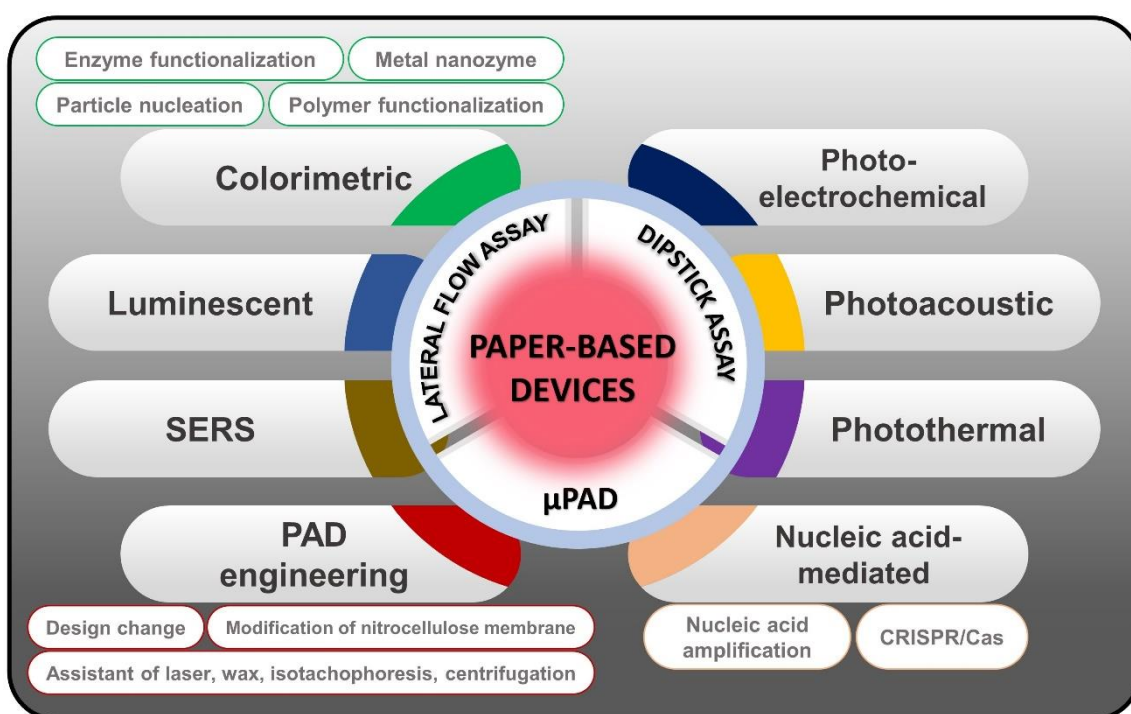 Enzyme functionalization
Metal nanozyme
Particle nucleation
Polymer functionalization
Colorimetric
Luminescent
SERS
PAD
engineering
Design change
Modification of nitrocellulose membrane
Assistant of laser, wax, isotachophoresis, centrifugation
LATERAL FLOW ASSAY
DIPSTICK ASSAY
PAPER-BASED
DEVICES
µPAD
Photo-
electrochemical
Photoacoustic
Photothermal
Nucleic acid-
mediated
Nucleic acid
amplification
CRISPR/Cas